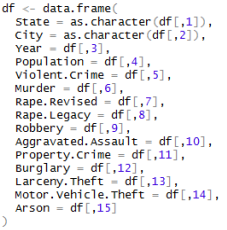 df <- data.frame(
State = as.character(df[,1]),
City = as.character(df[,2]),
Year = df[,3],
Population = df[,4],
Violent.Crime = df[,5],
Murder = df[,6],
Rape.Revised = df[,7],
Rape.Legacy = df[,8],
Robbery = df[,9],
Aggravated.Assault = df[,10],
Property.Crime = df[,11],
Burglary = df[,12],
Larceny.Theft = df[,13],
Motor.Vehicle.Theft = df[,14],
Arson = df[,15]
)